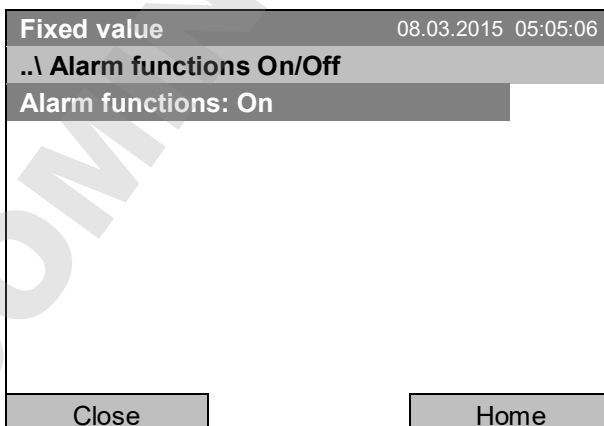 Fixed value 08.03.2015 05:05:06
..\ Alarm functions On/Off
Alarm functions: On
Close Home